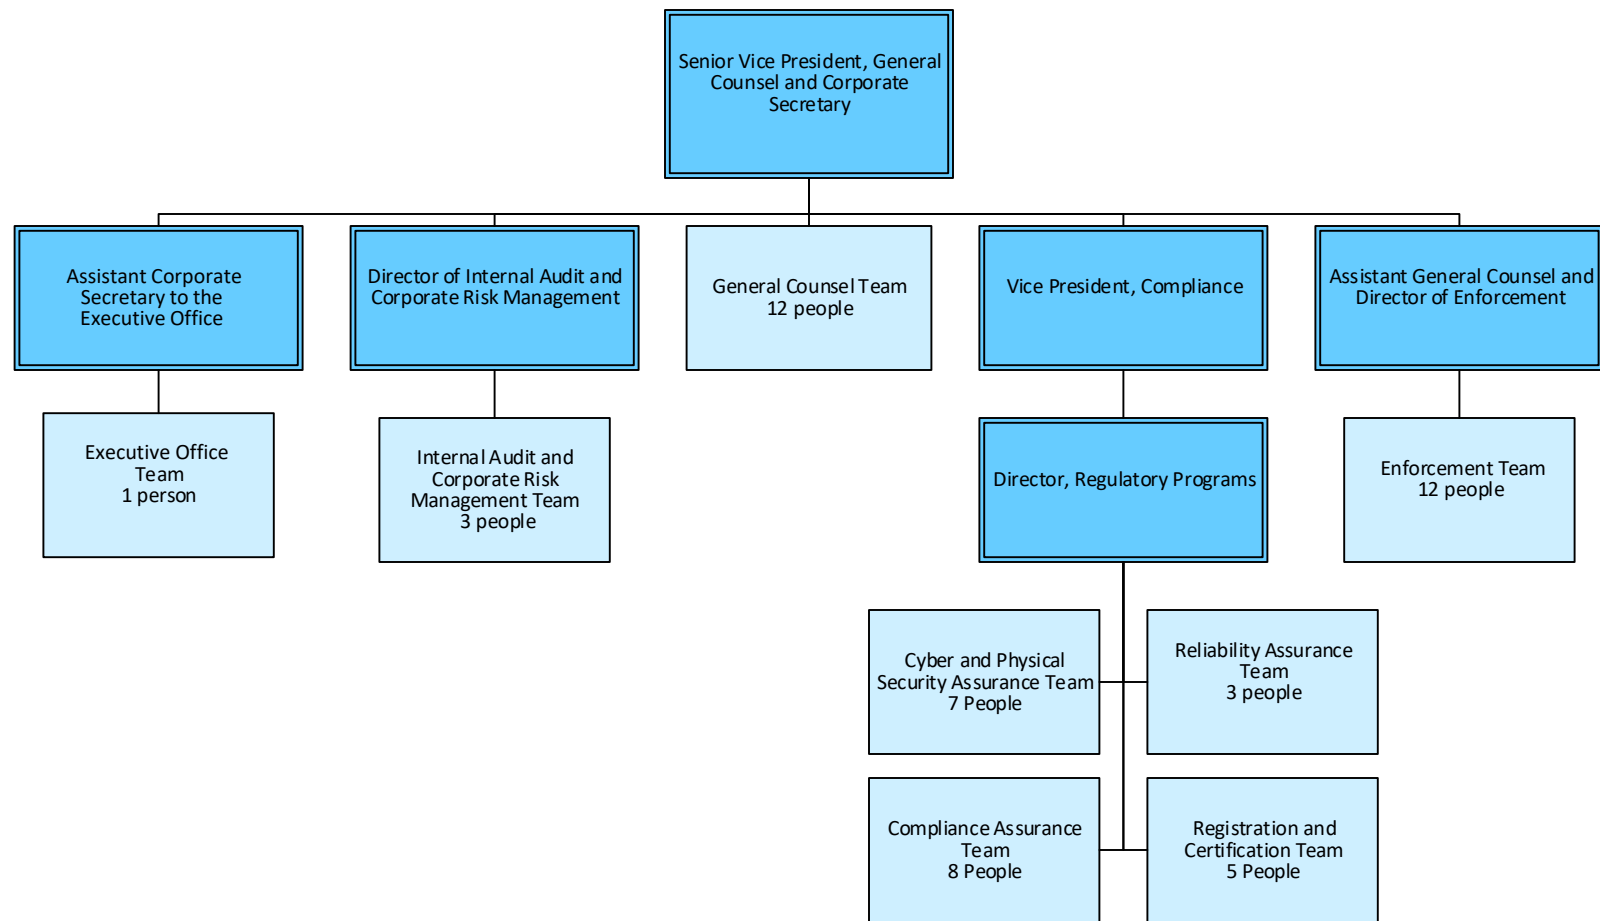 Senior Vice President, General
Counsel and Corporate
Secretary
Assistant Corporate
Secretary to the
Executive Office
Director of Internal Audit and
Corporate Risk Management
General Counsel Team
12 people
Vice President, Compliance
Assistant General Counsel and
Director of Enforcement
Executive Office
Team
1 person
Internal Audit and
Corporate Risk
Management Team
3 people
Director, Regulatory Programs
Enforcement Team
12 people
Cyber and Physical
Security Assurance Team
7 People
Reliability Assurance
Team
3 people
Compliance Assurance
Team
8 People
Registration and
Certification Team
5 People